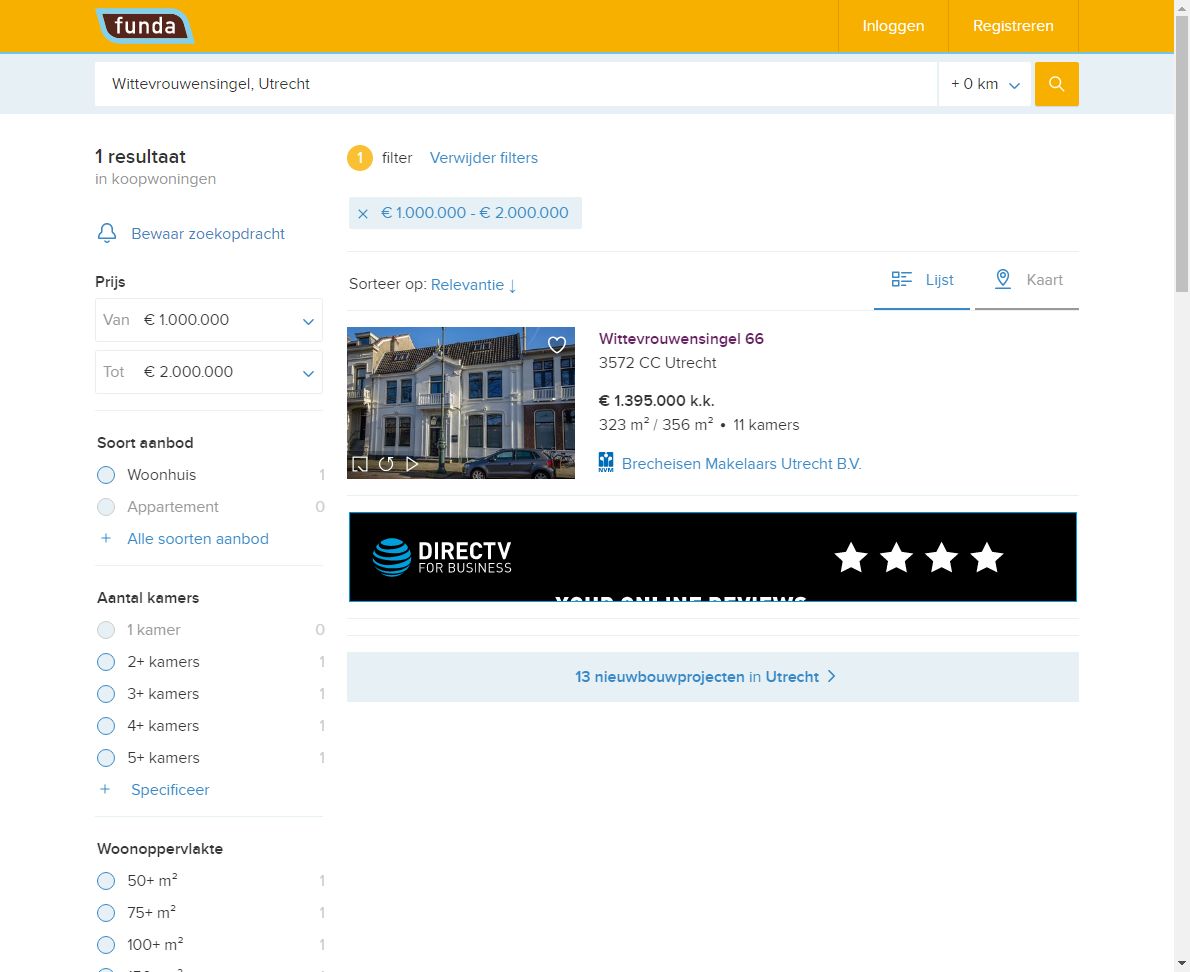 funda
Inloggen
Registreren
Wittevrouwensingel, Utrecht
+ 0 km
1 resultaat
in koopwoningen
Bewaar zoekopdracht
Prijs
Van € 1.000.000
Tot € 2.000.000
Soort aanbod
Woonhuis 1
Appartement 0
+ Alle soorten aanbod
Aantal kamers
1 kamer 0
2+ kamers 1
3+ kamers 1
4+ kamers 1
5+ kamers 1
+ Specificeer
Woonoppervlakte
50+ m² 1
75+ m² 1
100+ m² 1
1 filter Verwijder filters
× € 1.000.000 - € 2.000.000
Sorteer op: Relevantie ↓
Lijst
Kaart
Wittevrouwensingel 66
3572 CC Utrecht
€ 1.395.000 k.k.
323 m² / 356 m² • 11 kamers
NVM Brecheisen Makelaars Utrecht B.V.
DIRECTV
FOR BUSINESS
YOUR ONLINE REVIEWS
13 nieuwbouwprojecten in Utrecht >